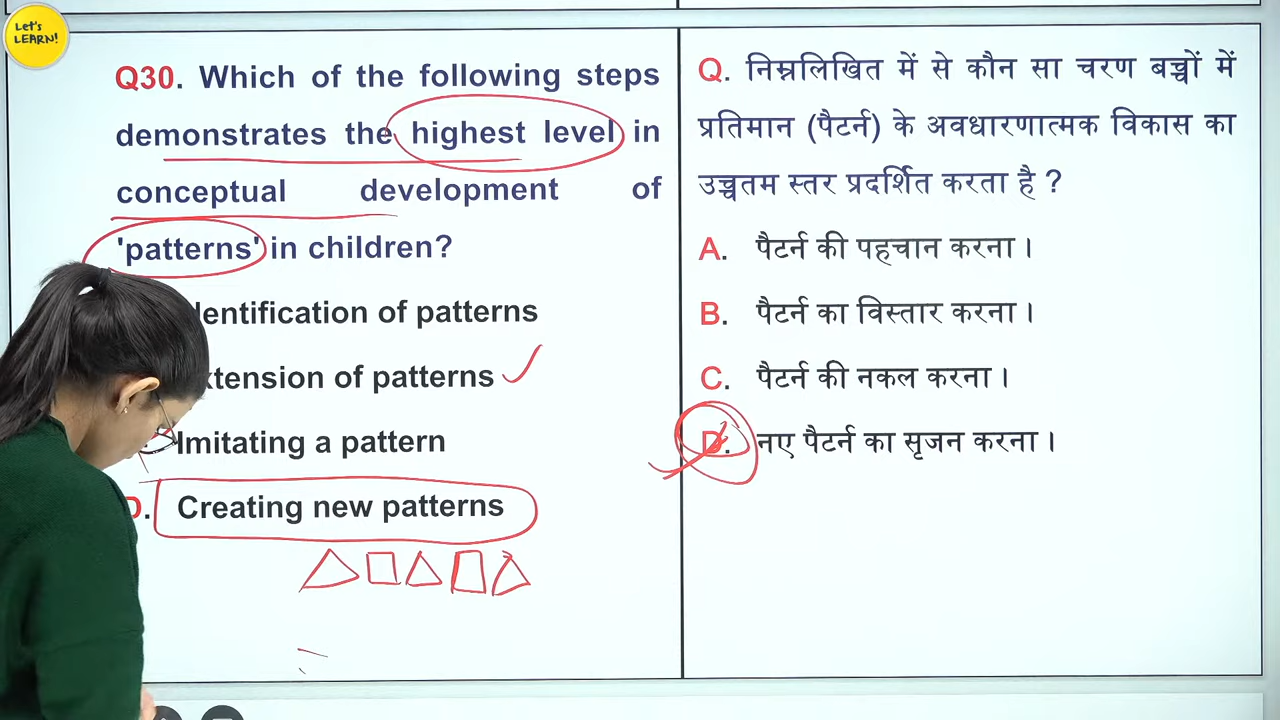 Let's
LEARN!
Q30. Which of the following steps
demonstrates the highest level in
conceptual development of
'patterns' in children?
dentification of patterns
xtension of patterns
Imitating a pattern
D. Creating new patterns
Q. निम्नलिखित में से कौन सा चरण बच्चों में
प्रतिमान (पैटर्न) के अवधारणात्मक विकास का
उच्चतम स्तर प्रदर्शित करता है ?
A. पैटर्न की पहचान करना ।
B. पैटर्न का विस्तार करना ।
C. पैटर्न की नकल करना ।
D. नए पैटर्न का सृजन करना ।